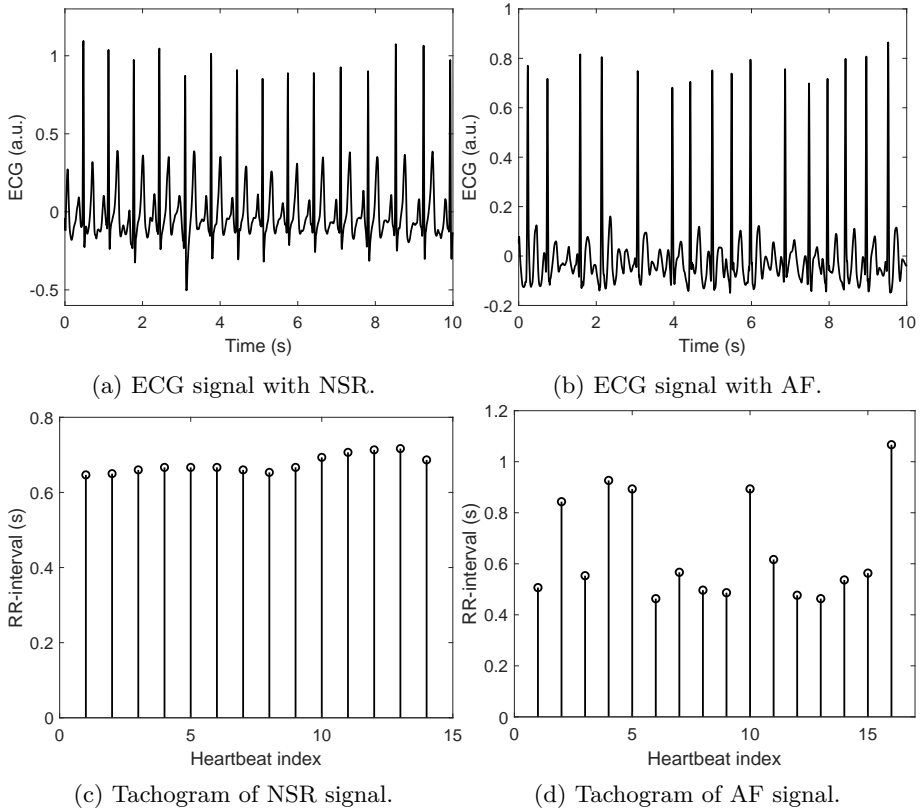 ECG (a.u.)
1
0.5
0
-0.5
0 2 4 6 8 10
Time (s)
(a) ECG signal with NSR.
ECG (a.u.)
1
0.8
0.6
0.4
0.2
0
-0.2
0 2 4 6 8 10
Time (s)
(b) ECG signal with AF.
RR-interval (s)
0.8
0.6
0.4
0.2
0
0 5 10 15
Heartbeat index
(c) Tachogram of NSR signal.
RR-interval (s)
1.2
1
0.8
0.6
0.4
0.2
0
0 5 10 15
Heartbeat index
(d) Tachogram of AF signal.